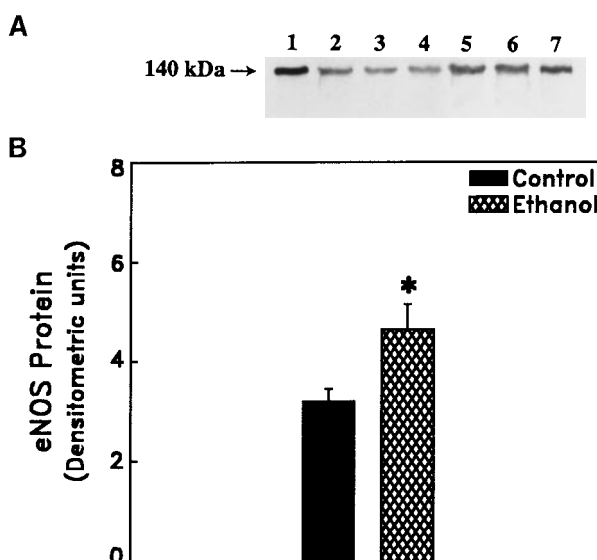 A
1 2 3 4 5 6 7
140 kDa →
B
8
6
4
2
0
eNOS Protein
(Densitometric units)
Control
Ethanol
*